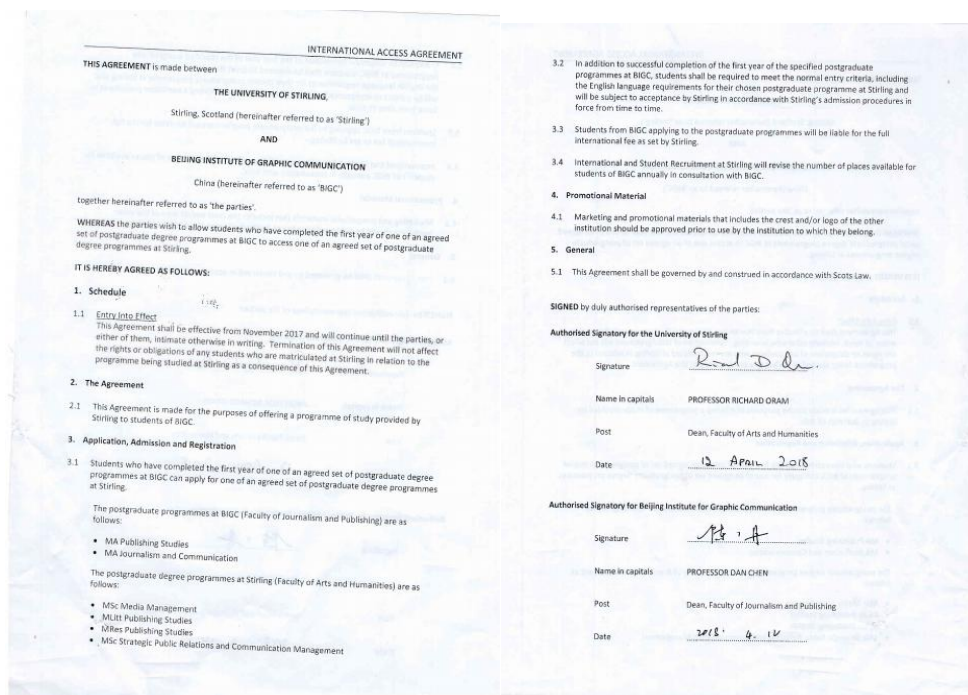 INTERNATIONAL ACCESS AGREEMENT
THIS AGREEMENT is made between
THE UNIVERSITY OF STIRLING,
Stirling, Scotland (hereinafter referred to as 'Stirling')
AND
BEIJING INSTITUTE OF GRAPHIC COMMUNICATION
China (hereinafter referred to as 'BIGC')
together hereinafter referred to as 'the parties'.
WHEREAS the parties wish to allow students who have completed the first year of one of an agreed
set of postgraduate degree programmes at BIGC to access one of an agreed set of postgraduate
degree programmes at Stirling.
IT IS HEREBY AGREED AS FOLLOWS:
1. Schedule
1.1 Entry Into Effect
This Agreement shall be effective from November 2017 and will continue until the parties, or
either of them, intimate otherwise in writing. Termination of this Agreement will not affect
the rights or obligations of any students who are matriculated at Stirling in relation to the
programme being studied at Stirling as a consequence of this Agreement.
2. The Agreement
2.1 This Agreement is made for the purposes of offering a programme of study provided by
Stirling to students of BIGC.
3. Application, Admission and Registration
3.1 Students who have completed the first year of one of an agreed set of postgraduate degree
programmes at BIGC can apply for one of an agreed set of postgraduate degree programmes
at Stirling.
The postgraduate programmes at BIGC (Faculty of Journalism and Publishing) are as
follows:
• MA Publishing Studies
• MA Journalism and Communication
The postgraduate degree programmes at Stirling (Faculty of Arts and Humanities) are as
follows:
• MSc Media Management
• MLitt Publishing Studies
• MRes Publishing Studies
• MSc Strategic Public Relations and Communication Management
3.2 In addition to successful completion of the first year of the specified postgraduate
programmes at BIGC, students shall be required to meet the normal entry criteria, including
the English language requirements for their chosen postgraduate programme at Stirling and
will be subject to acceptance by Stirling in accordance with Stirling's admission procedures in
force from time to time.
3.3 Students from BIGC applying to the postgraduate programmes will be liable for the full
international fee as set by Stirling.
3.4 International and Student Recruitment at Stirling will revise the number of places available for
students of BIGC annually in consultation with BIGC.
4. Promotional Material
4.1 Marketing and promotional materials that includes the crest and/or logo of the other
institution should be approved prior to use by the institution to which they belong.
5. General
5.1 This Agreement shall be governed by and construed in accordance with Scots Law.
SIGNED by duly authorised representatives of the parties:
Authorised Signatory for the University of Stirling
Signature
Name in capitals PROFESSOR RICHARD ORAM
Post Dean, Faculty of Arts and Humanities
Date 12 APRIL 2018
Authorised Signatory for Beijing Institute for Graphic Communication
Signature
Name in capitals PROFESSOR DAN CHEN
Post Dean, Faculty of Journalism and Publishing
Date 2018. 4. 12